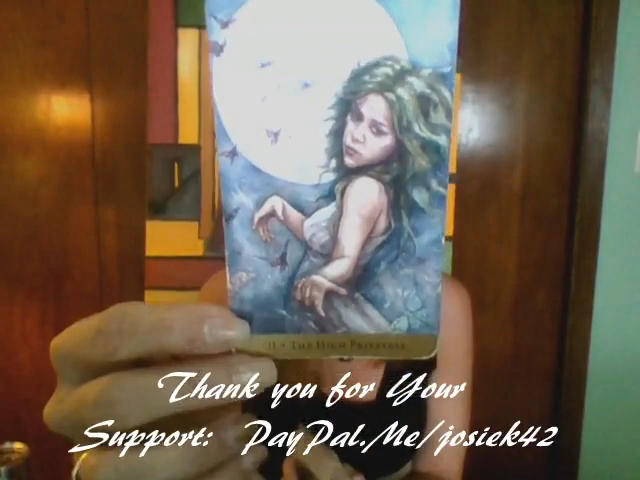 II • THE HIGH PRIESTESS
Thank you for Your
Support: PayPal.Me/josiek42